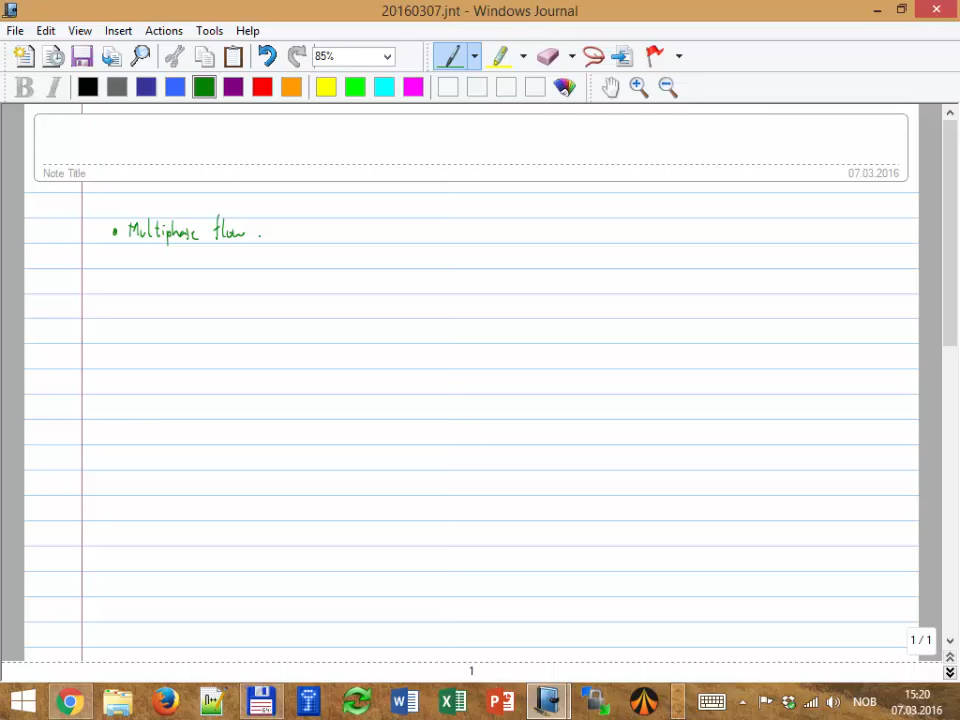 20160307.jnt - Windows Journal
File Edit View Insert Actions Tools Help
85%
B I
Note Title 07.03.2016
• Multiphase flow .
1 / 1
1
NOB 15:20
07.03.2016